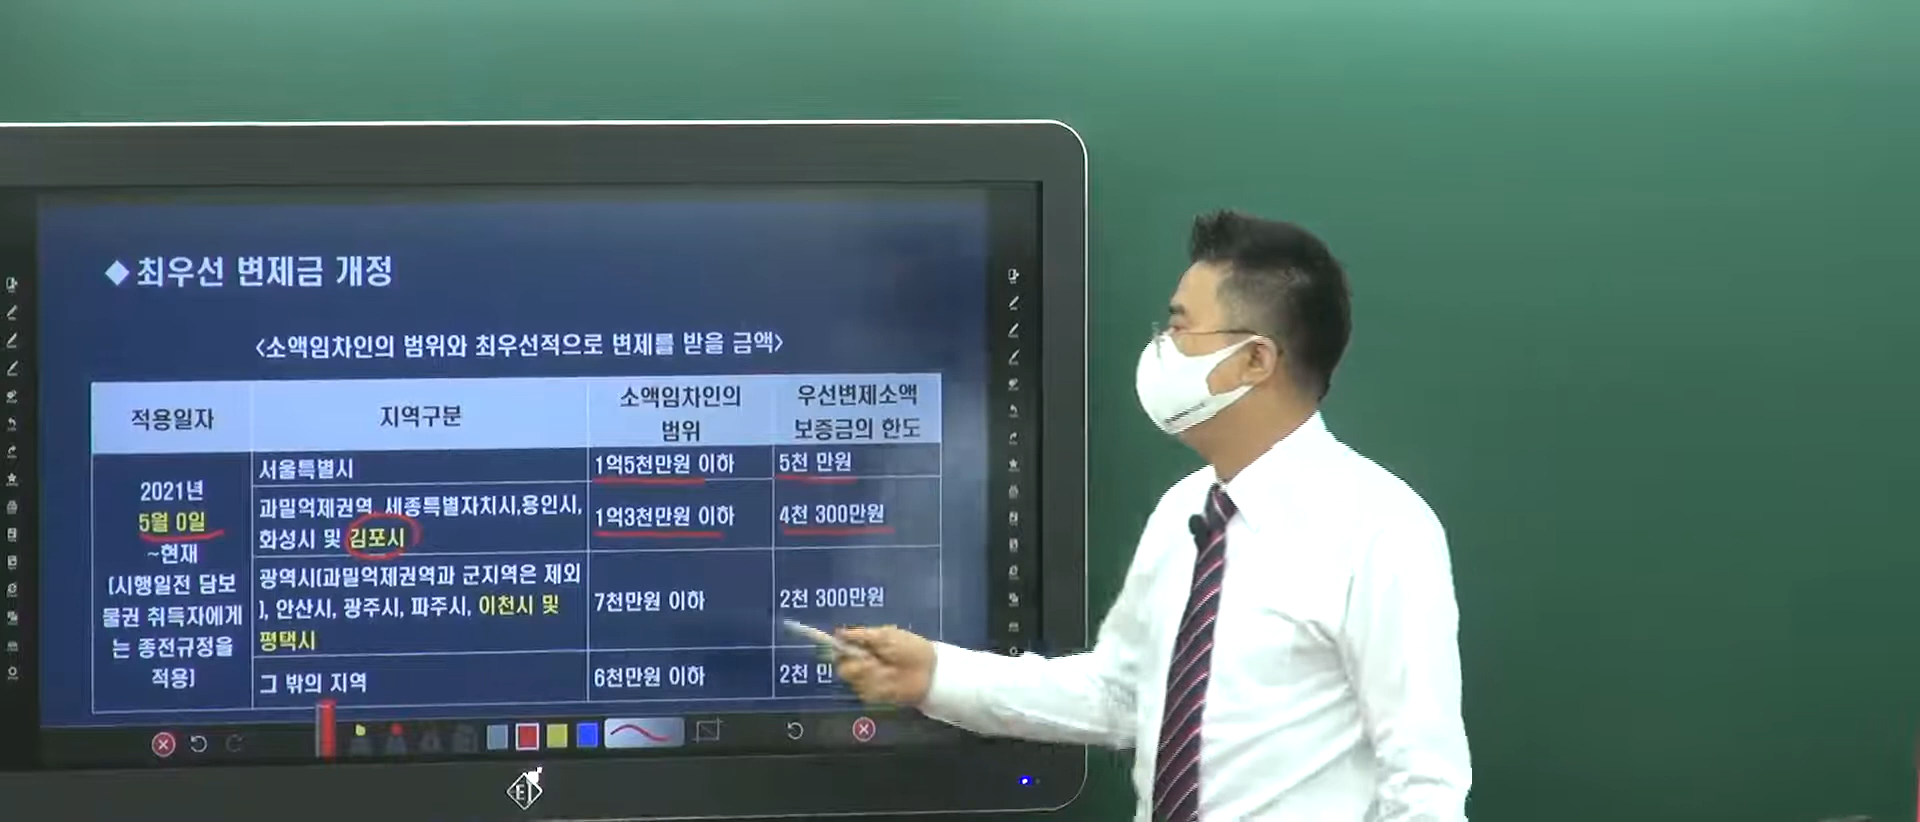 ◆ 최우선 변제금 개정
<소액임차인의 범위와 최우선적으로 변제를 받을 금액>
적용일자
지역구분
소액임차인의
범위
우선변제소액
보증금의 한도
2021년
5월 0일
~현재
(시행일전 담보
물권 취득자에게
는 종전규정을
적용)
서울특별시
1억5천만원 이하
5천 만원
과밀억제권역, 세종특별자치시,용인시,
화성시 및 김포시
1억3천만원 이하
4천 300만원
광역시(과밀억제권역과 군지역은 제외
), 안산시, 광주시, 파주시, 이천시 및
평택시
7천만원 이하
2천 300만원
그 밖의 지역
6천만원 이하
2천 만